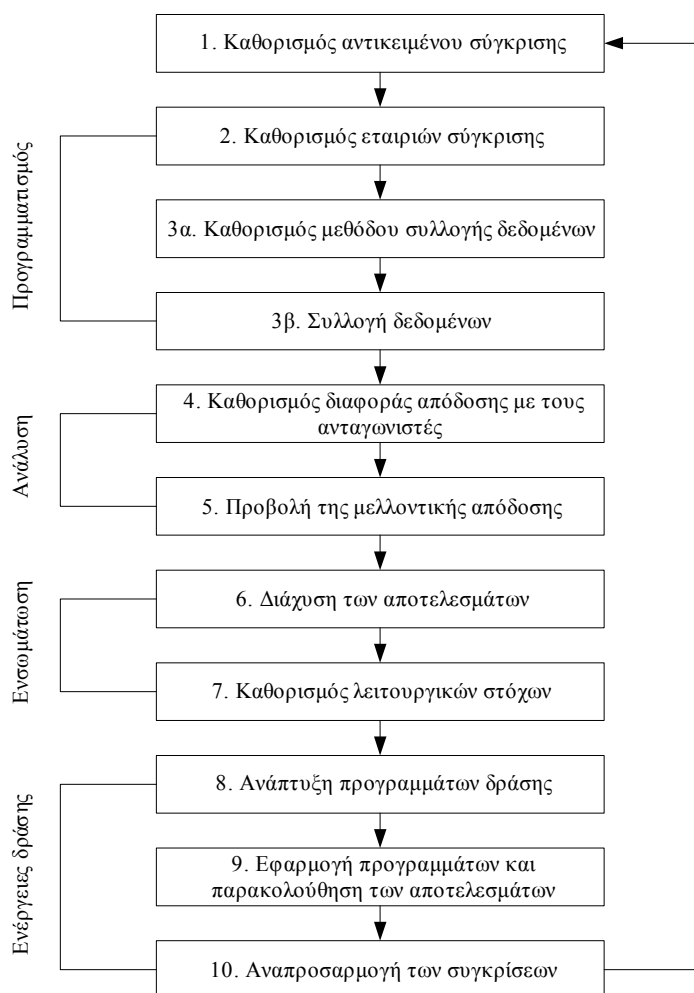 1. Καθορισμός αντικειμένου σύγκρισης
Προγραμματισμός
2. Καθορισμός εταιριών σύγκρισης
3α. Καθορισμός μεθόδου συλλογής δεδομένων
3β. Συλλογή δεδομένων
Ανάλυση
4. Καθορισμός διαφοράς απόδοσης με τους
ανταγωνιστές
5. Προβολή της μελλοντικής απόδοσης
Ενσωμάτωση
6. Διάχυση των αποτελεσμάτων
7. Καθορισμός λειτουργικών στόχων
Ενέργειες δράσης
8. Ανάπτυξη προγραμμάτων δράσης
9. Εφαρμογή προγραμμάτων και
παρακολούθηση των αποτελεσμάτων
10. Αναπροσαρμογή των συγκρίσεων